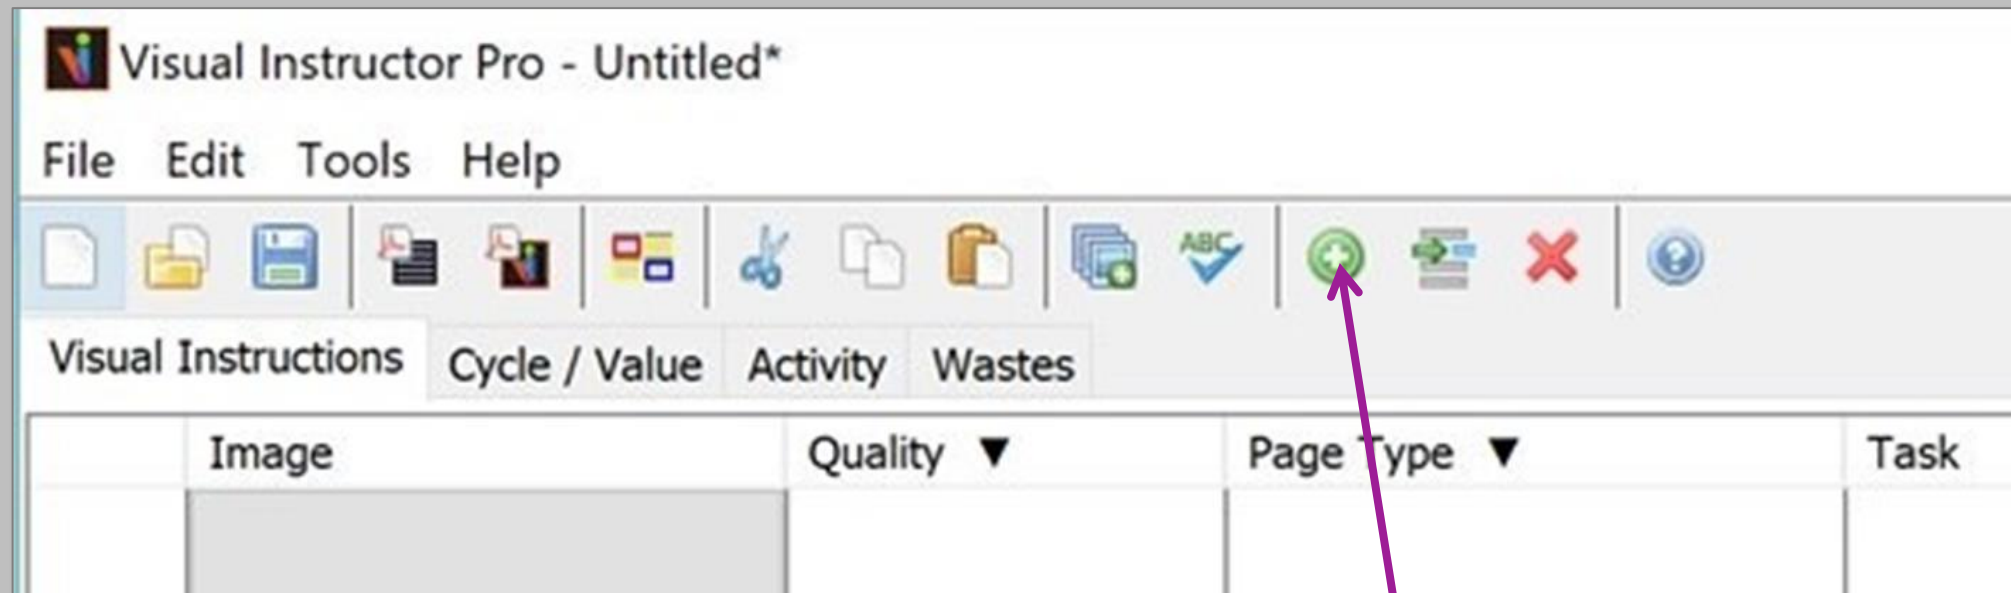 Visual Instructor Pro - Untitled*
File Edit Tools Help
ABC
Visual Instructions Cycle / Value Activity Wastes
Image Quality ▼ Page Type ▼ Task